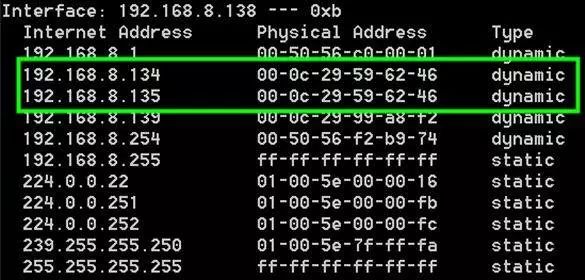 Interface: 192.168.8.138 --- 0xb
Internet Address Physical Address Type
192.168.8.1 00-50-56-c0-00-01 dynamic
192.168.8.134 00-0c-29-59-62-46 dynamic
192.168.8.135 00-0c-29-59-62-46 dynamic
192.168.8.139 00-0c-29-99-a8-f2 dynamic
192.168.8.254 00-50-56-f2-b9-74 dynamic
192.168.8.255 ff-ff-ff-ff-ff-ff static
224.0.0.22 01-00-5e-00-00-16 static
224.0.0.251 01-00-5e-00-00-fb static
224.0.0.252 01-00-5e-00-00-fc static
239.255.255.250 01-00-5e-7f-ff-fa static
255.255.255.255 ff-ff-ff-ff-ff-ff static